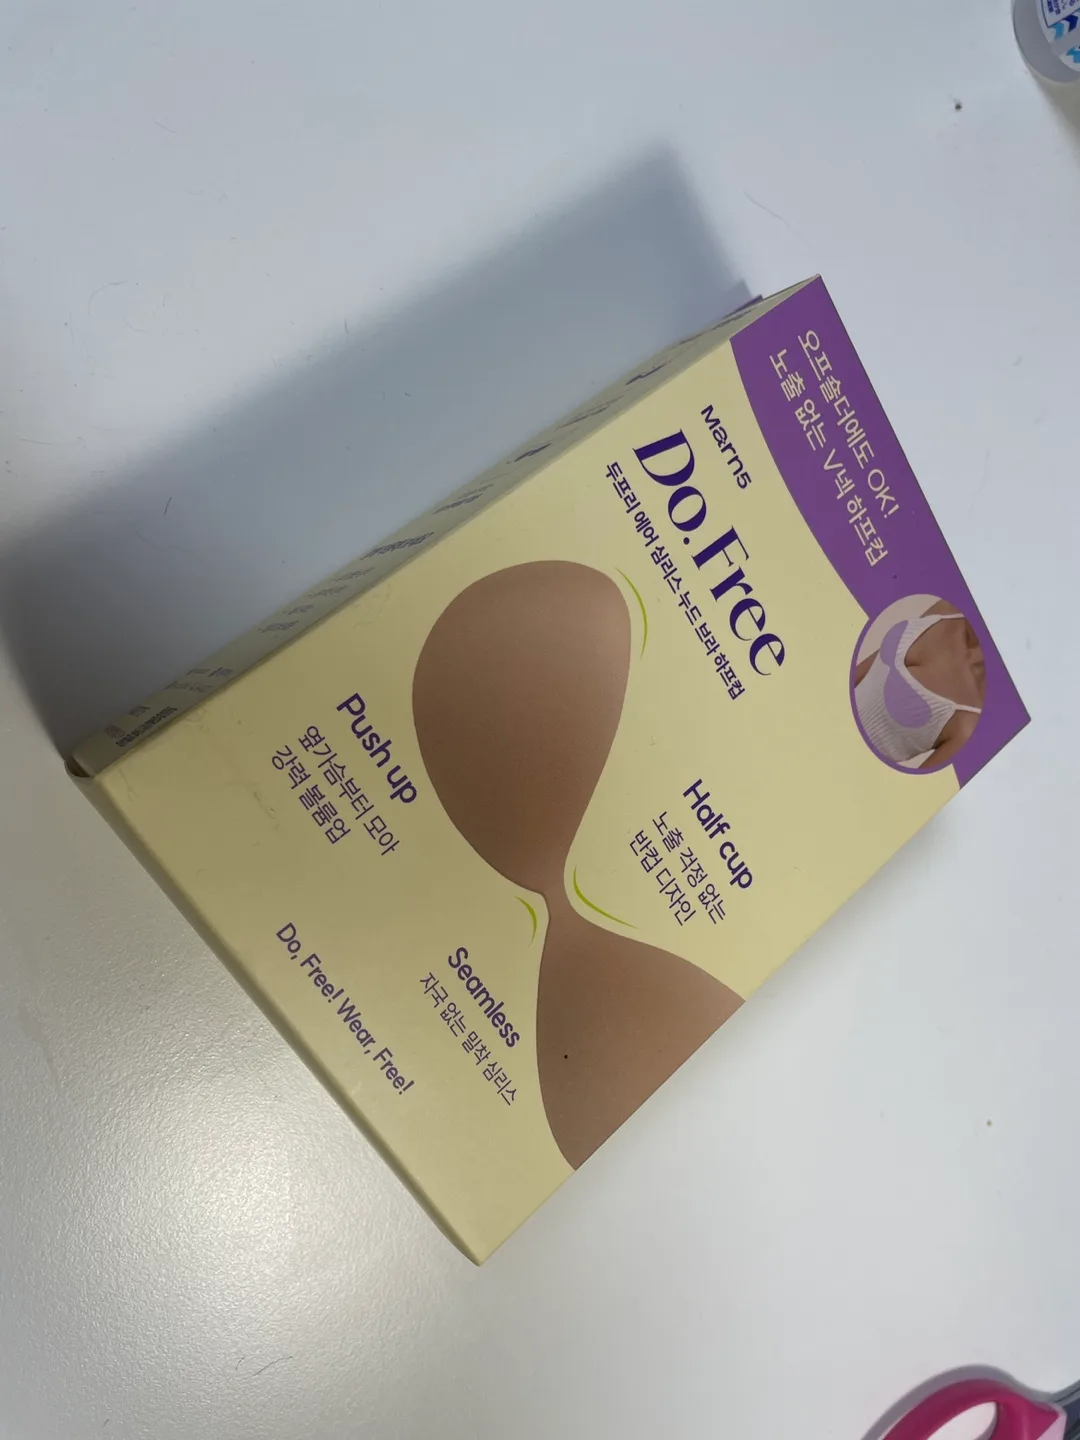 오프숄더에도 OK!
노출 없는 V넥 하프컵
Marn5
Do.Free
두프리 에어 심리스 누드 브라 하프컵
Half cup
노출 걱정 없는
반컵 디자인
Push up
옆가슴부터 모아
강력 볼륨업
Seamless
자국 없는 밀착 심리스
Do, Free! Wear, Free!